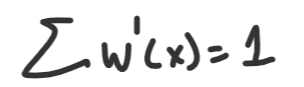 ∑ w'(x) = 1